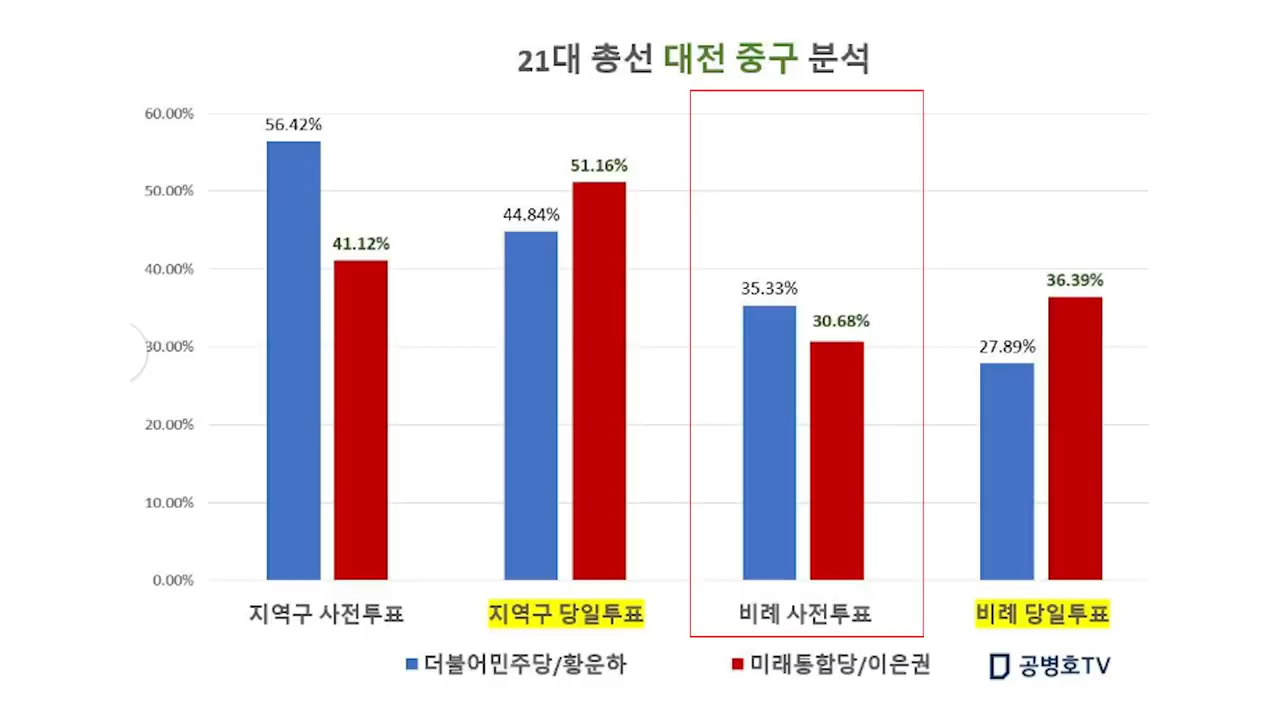 21대 총선 대전 중구 분석
60.00%
50.00%
40.00%
30.00%
20.00%
10.00%
0.00%
56.42%
41.12%
44.84%
51.16%
35.33%
30.68%
27.89%
36.39%
지역구 사전투표
지역구 당일투표
비례 사전투표
비례 당일투표
더불어민주당/황운하
미래통합당/이은권
공병호TV